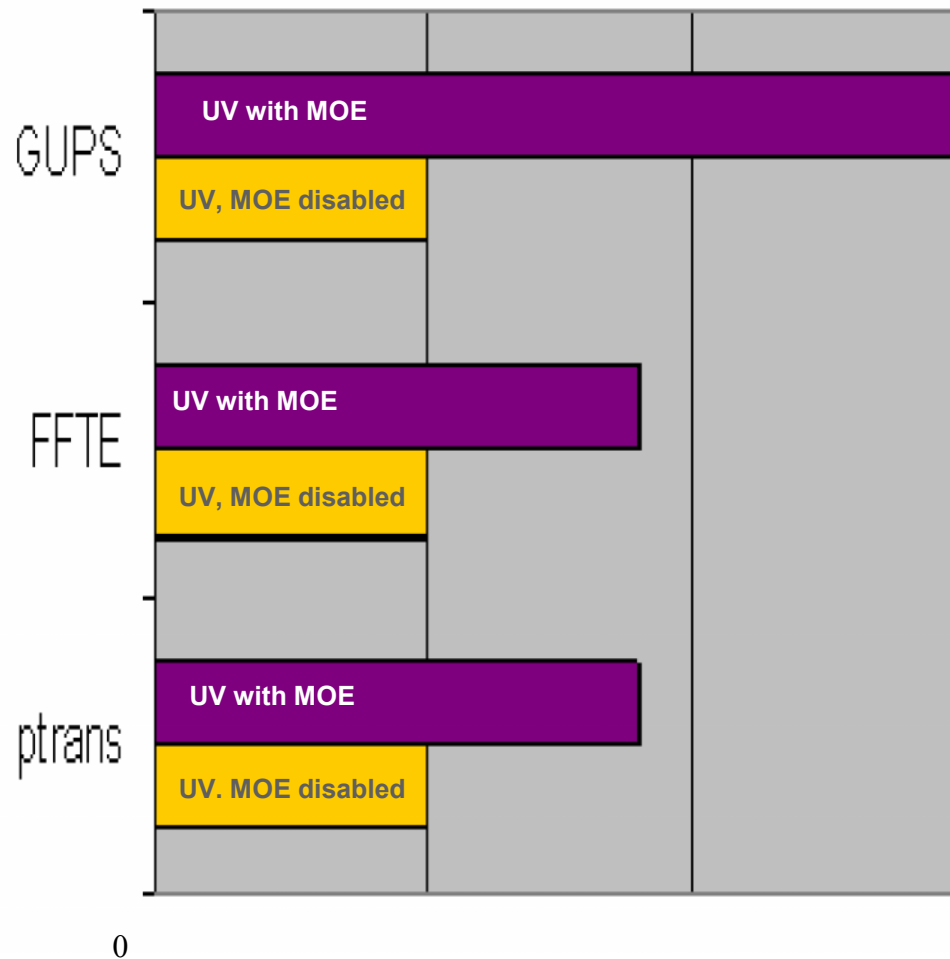 UV with MOE
GUPS
UV, MOE disabled
UV with MOE
FFTE
UV, MOE disabled
UV with MOE
ptrans
UV. MOE disabled
0